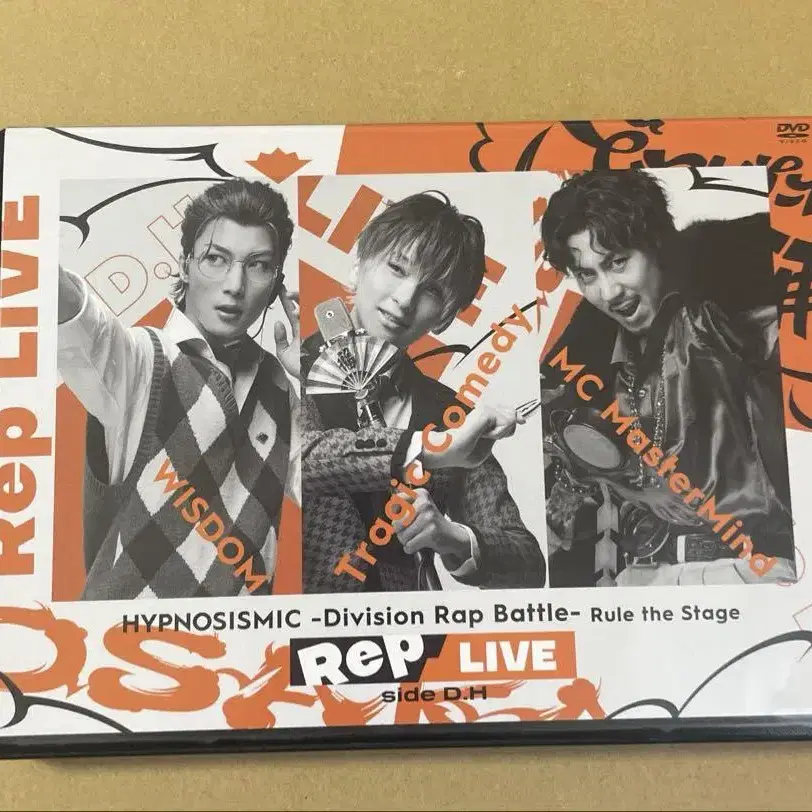 DVD
VIDEO
Rep LIVE
D.H
LIVE
WISDOM
Tragic Comedy
MC MasterMind
HYPNOSISMIC -Division Rap Battle- Rule the Stage
Rep LIVE
side D.H